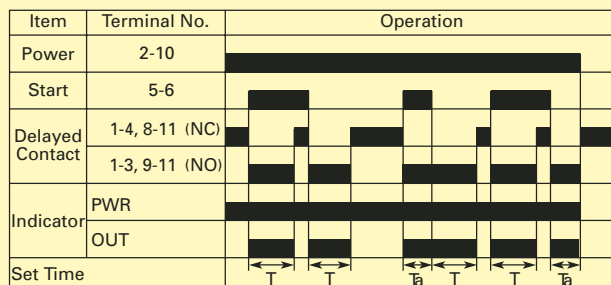 Item Terminal No. Operation
Power 2-10
Start 5-6
Delayed
Contact
1-4, 8-11 (NC)
1-3, 9-11 (NO)
Indicator
PWR
OUT
Set Time
T T Ta T T Ta